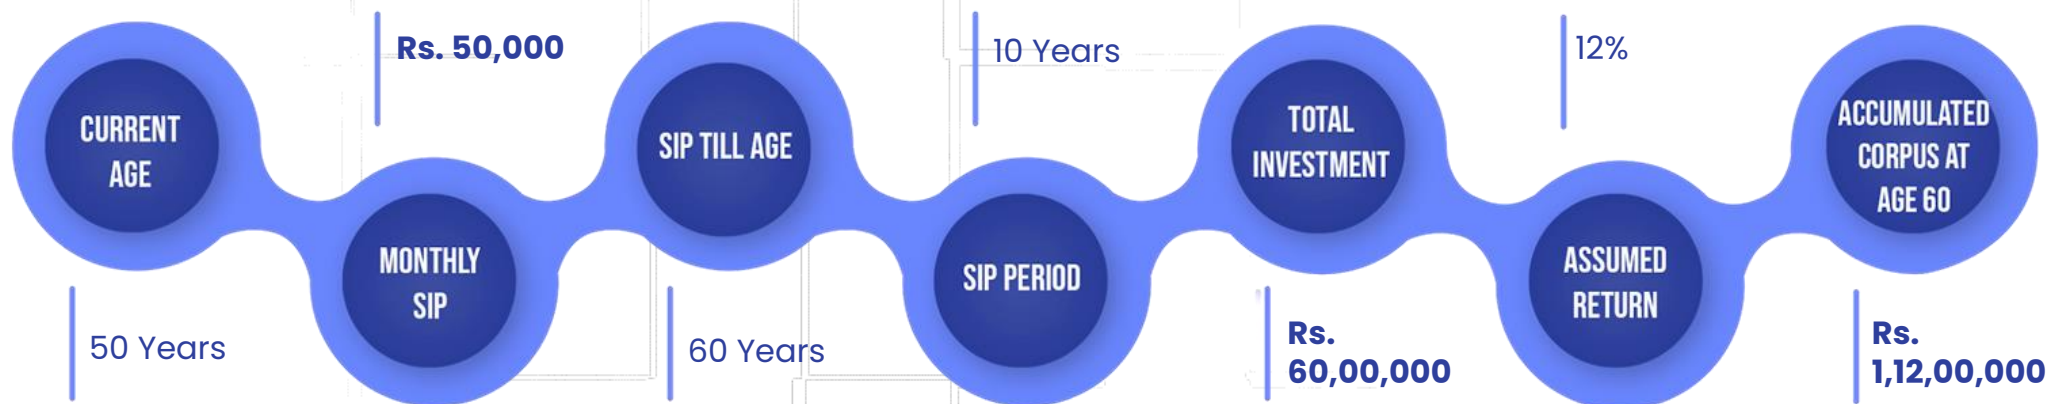 CURRENT
AGE
50 Years
Rs. 50,000
MONTHLY
SIP
SIP TILL AGE
60 Years
10 Years
SIP PERIOD
TOTAL
INVESTMENT
Rs.
60,00,000
12%
ASSUMED
RETURN
ACCUMULATED
CORPUS AT
AGE 60
Rs.
1,12,00,000